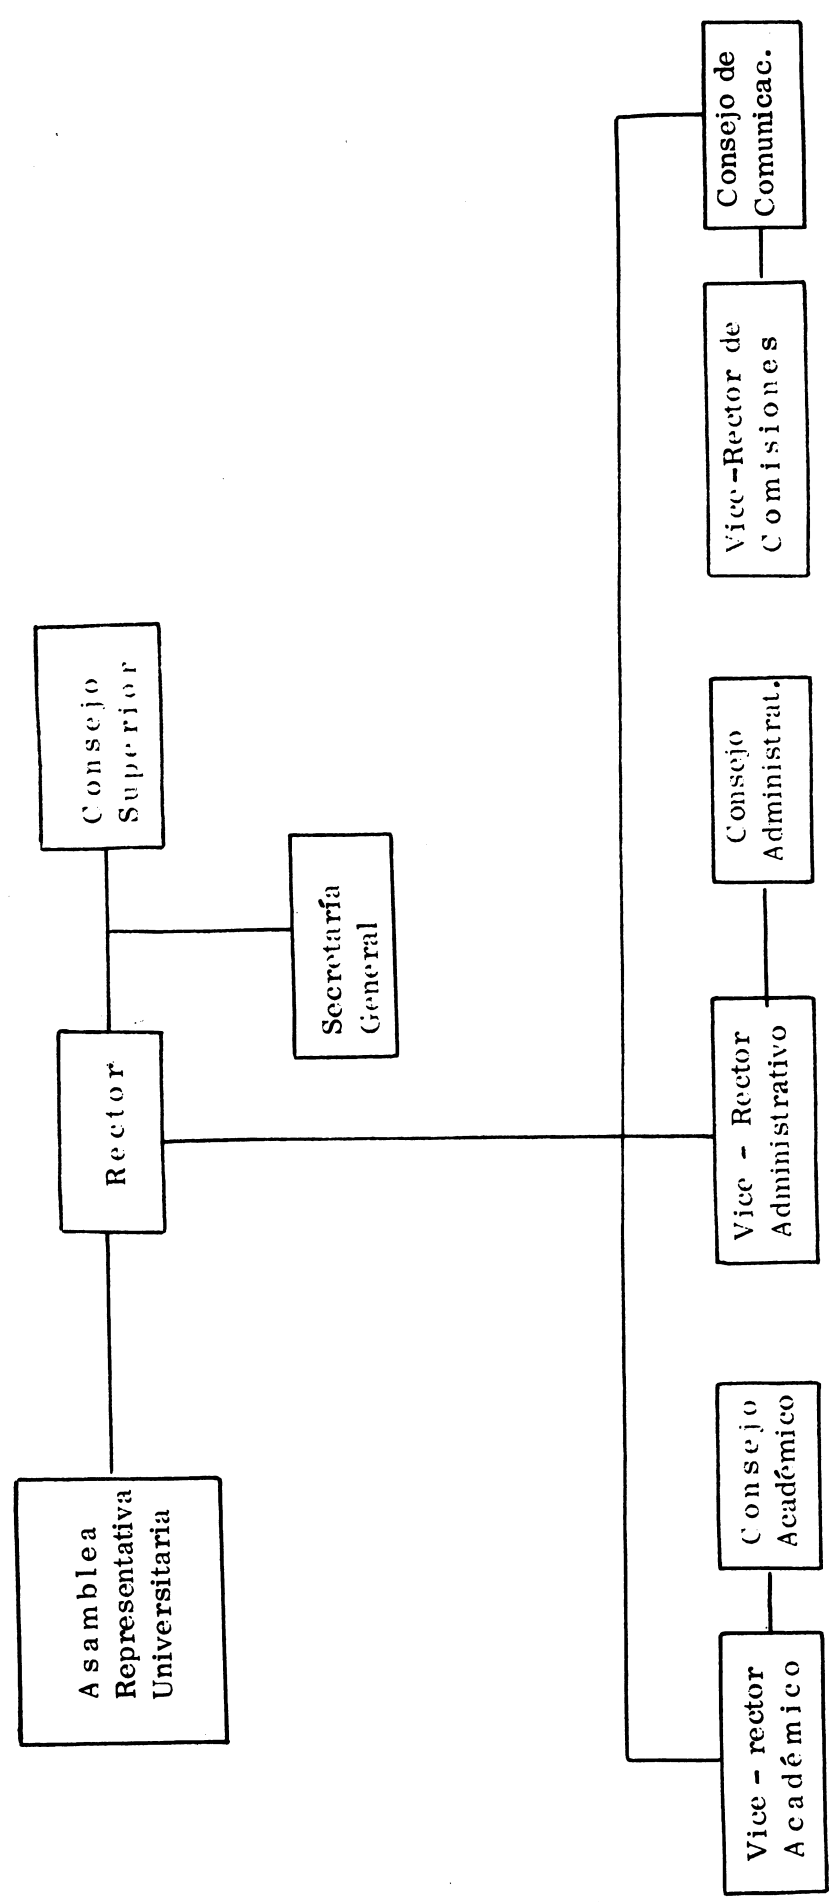 Asamblea
Representativa
Universitaria
Rector
Consejo
Superior
Secretaría
General
Vice - rector
Académico
Consejo
Académico
Vice - Rector
Administrativo
Consejo
Administrat.
Vice-Rector de
Comisiones
Consejo de
Comunicac.